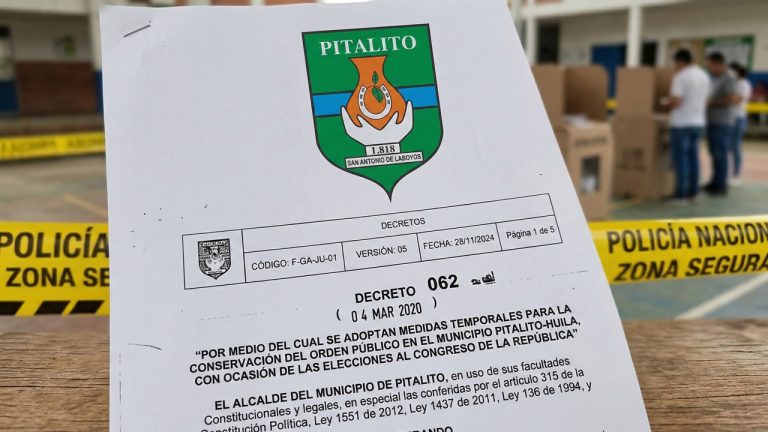 PITALITO
1.818
SAN ANTONIO DE LABOYOS
DECRETOS
CÓDIGO: F-GA-JU-01
VERSIÓN: 05
FECHA: 28/11/2024
Página 1 de 5
DECRETO 062
( 04 MAR 2020 )
“POR MEDIO DEL CUAL SE ADOPTAN MEDIDAS TEMPORALES PARA LA
CONSERVACIÓN DEL ORDEN PÚBLICO EN EL MUNICIPIO PITALITO-HUILA,
CON OCASIÓN DE LAS ELECCIONES AL CONGRESO DE LA REPÚBLICA”
EL ALCALDE DEL MUNICIPIO DE PITALITO, en uso de sus facultades
Constitucionales y legales, en especial las conferidas por el artículo 315 de la
Constitución Política, Ley 1551 de 2012, Ley 1437 de 2011, Ley 136 de 1994, y
POLICÍA
ZONA SEG
POLICÍA NACION
ZONA SEGURA